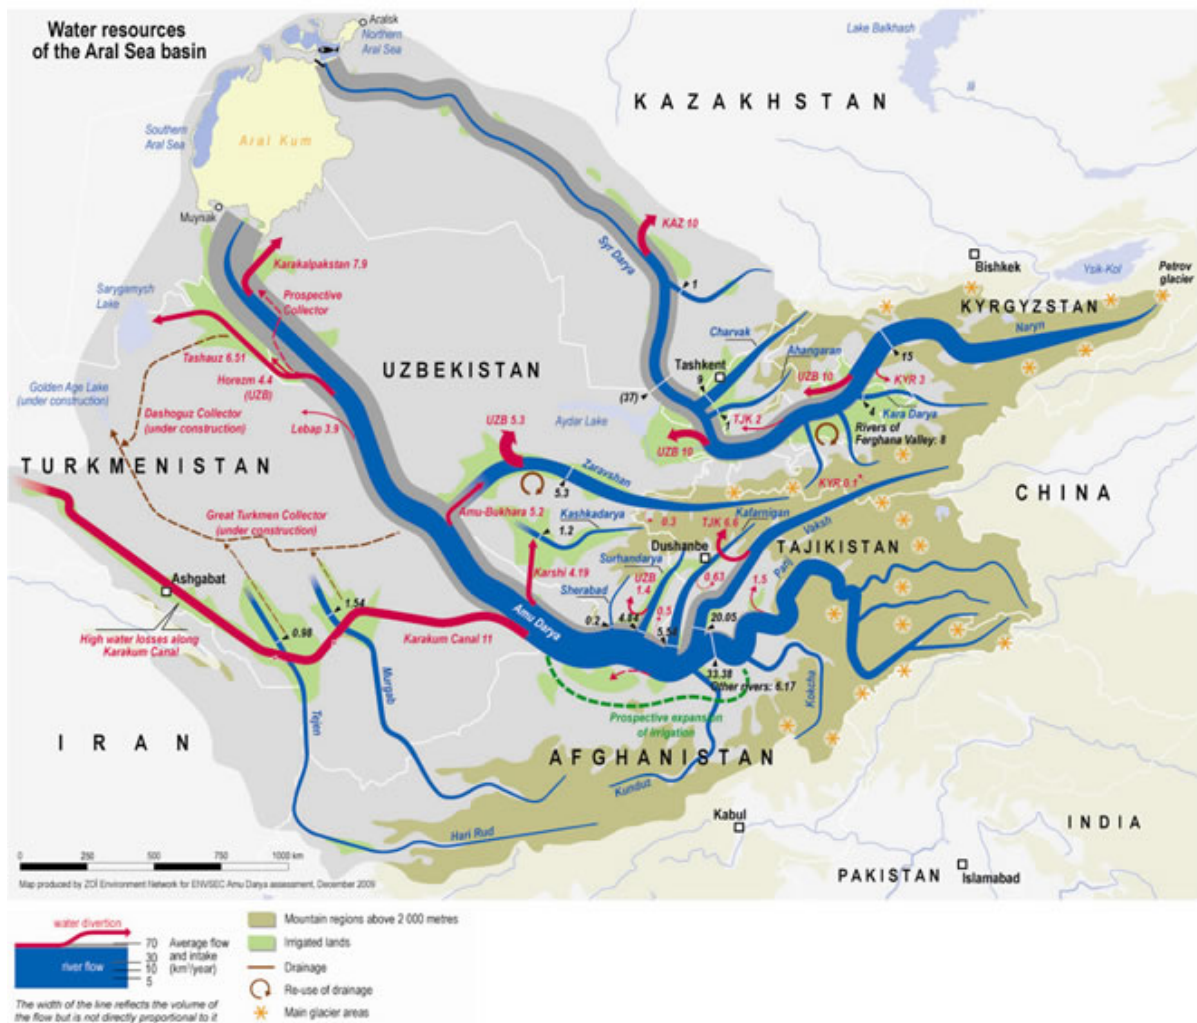 Water resources
of the Aral Sea basin
Aralsk
Northern
Aral Sea
Lake Balkhash
Ili
KAZAKHSTAN
Southern
Aral Sea
Aral Kum
Muynak
KAZ 10
Syr Darya
Karakalpakstan 7.9
Bishkek
Ysik-Kol
Petrov
glacier
Sarygamysh
Lake
Prospective
Collector
1
KYRGYZSTAN
Naryn
Charvak
Tashauz 6.51
UZBEKISTAN
Tashkent
Ahangaran
15
Golden Age Lake
(under construction)
Horezm 4.4
(UZB)
9
UZB 10
KYR 3
(37)
Dashoguz Collector
(under construction)
Lebap 3.9
UZB 5.3
Aydar Lake
1
TJK 2
4
Kara Darya
Rivers of
Ferghana Valley: 8
UZB 10
TURKMENISTAN
Zaravshan
5.3
KYR 0.1
CHINA
Great Turkmen Collector
(under construction)
Amu-Bukhara 5.2
Kashkadarya
1.2
0.3
TJK 6.6
Kafarnigan
Vaksh
Dushanbe
TAJIKISTAN
Surhandarya
Panj
Ashgabat
Karshi 4.19
Sherabad
UZB
1.4
0.63
1.5
1.54
0.5
Amu Darya
0.2
4.84
5.54
20.05
0.98
High water losses along
Karakum Canal
Karakum Canal 11
33.38
Other rivers: 6.17
Murgab
Kokcha
Tejen
Prospective expansion
of irrigation
IRAN
AFGHANISTAN
Kunduz
Kabul
Hari Rud
INDIA
PAKISTAN
Islamabad
0 250 500 750 1000 km
Map produced by ZOÏ Environment Network for ENVSEC Amu Darya assessment, December 2009
water divertion
70
30
10
5
Average flow
and intake
(km³/year)
river flow
The width of the line reflects the volume of
the flow but is not directly proportional to it
Mountain regions above 2 000 metres
Irrigated lands
Drainage
Re-use of drainage
Main glacier areas